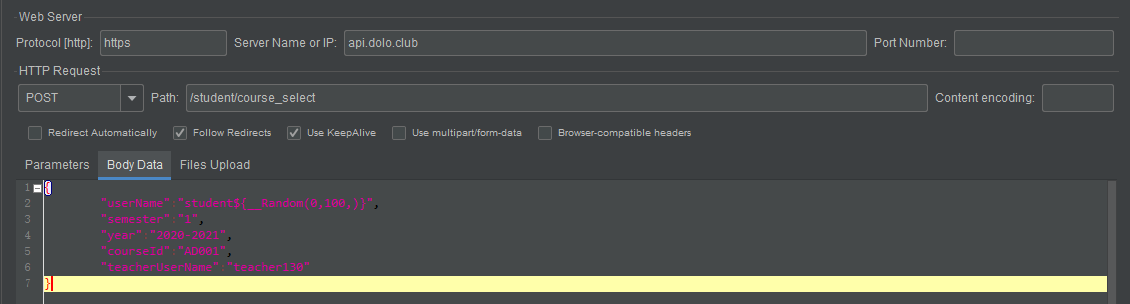 Web Server
Protocol [http]: https Server Name or IP: api.dolo.club Port Number:
HTTP Request
POST Path: /student/course_select Content encoding:
Redirect Automatically Follow Redirects Use KeepAlive Use multipart/form-data Browser-compatible headers
Parameters Body Data Files Upload
1 {
2 "userName":"student${__Random(0,100,)}",
3 "semester":"1",
4 "year":"2020-2021",
5 "courseId":"AD001",
6 "teacherUserName":"teacher130"
7 }